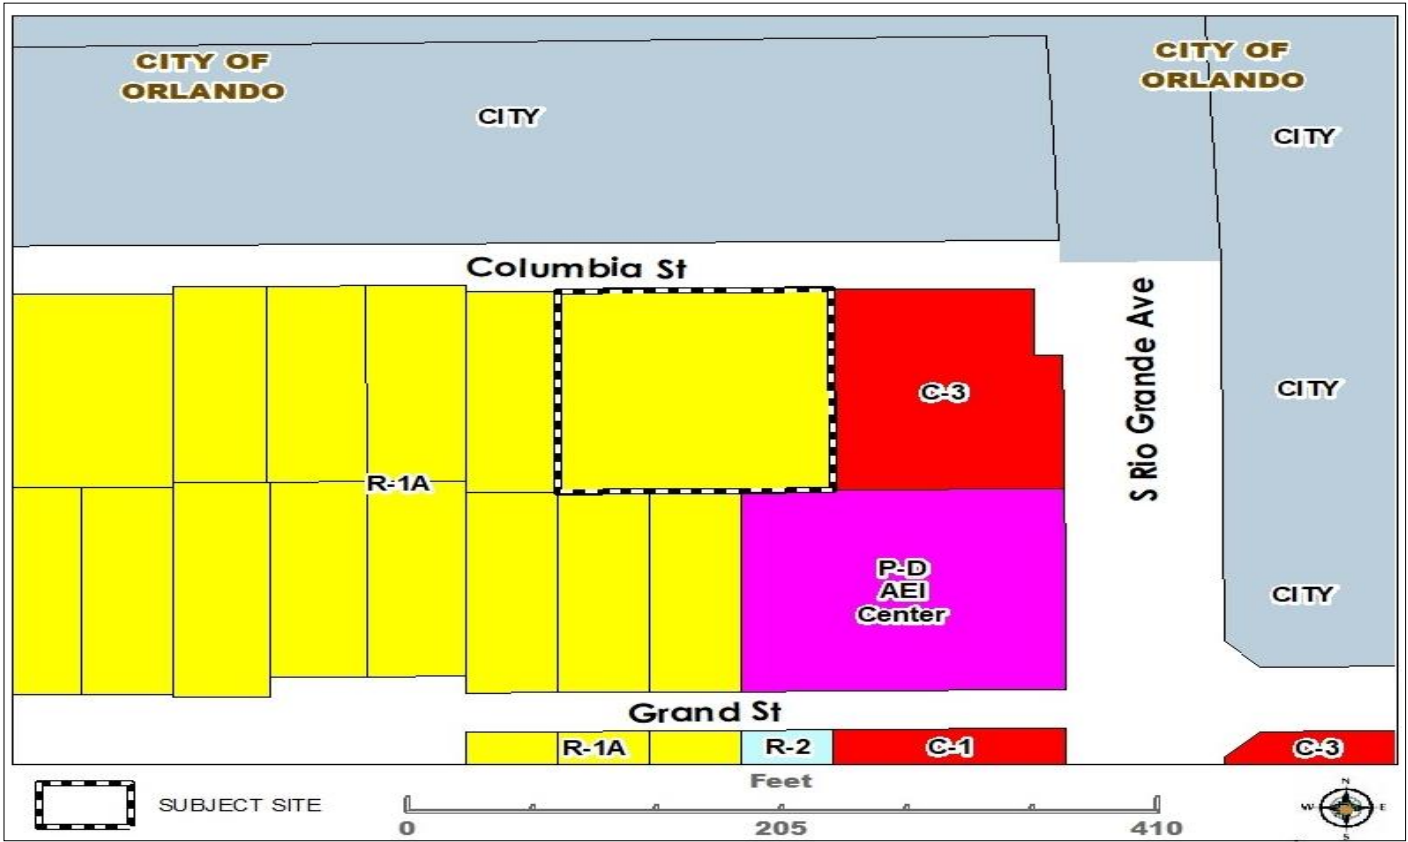 CITY OF
ORLANDO
CITY OF
ORLANDO
CITY
CITY
Columbia St
S Rio Grande Ave
C-3
CITY
R-1A
P-D
AEI
Center
CITY
Grand St
R-1A
R-2
C-1
C-3
Feet
SUBJECT SITE
0
205
410
N
W
E
S